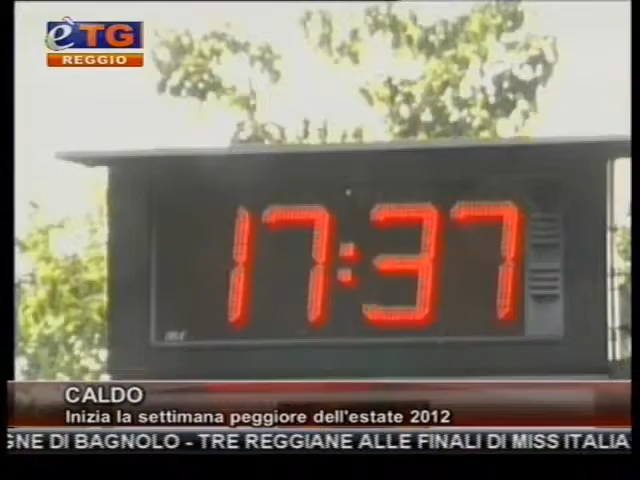 èTG
REGGIO
17:37
CALDO
Inizia la settimana peggiore dell'estate 2012
GNE DI BAGNOLO - TRE REGGIANE ALLE FINALI DI MISS ITALIA